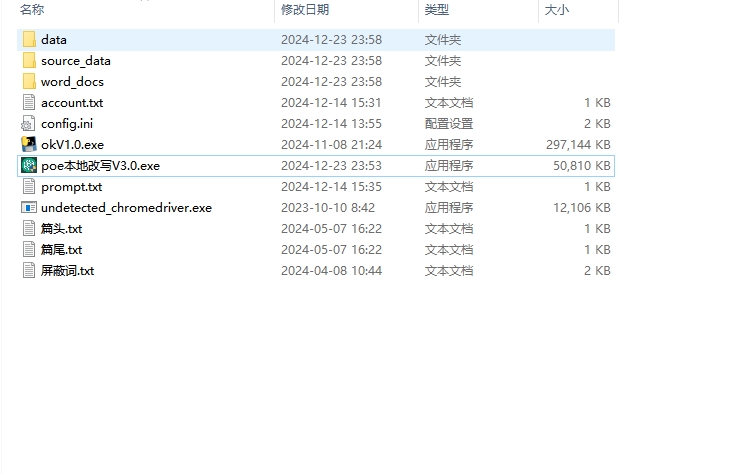 名称 修改日期 类型 大小
data 2024-12-23 23:58 文件夹
source_data 2024-12-23 23:58 文件夹
word_docs 2024-12-23 23:58 文件夹
account.txt 2024-12-14 15:31 文本文档 1 KB
config.ini 2024-12-14 13:55 配置设置 2 KB
okV1.0.exe 2024-11-08 21:24 应用程序 297,144 KB
poe本地改写V3.0.exe 2024-12-23 23:53 应用程序 50,810 KB
prompt.txt 2024-12-14 15:35 文本文档 1 KB
undetected_chromedriver.exe 2023-10-10 8:42 应用程序 12,106 KB
篇头.txt 2024-05-07 16:22 文本文档 1 KB
篇尾.txt 2024-05-07 16:22 文本文档 1 KB
屏蔽词.txt 2024-04-08 10:44 文本文档 2 KB